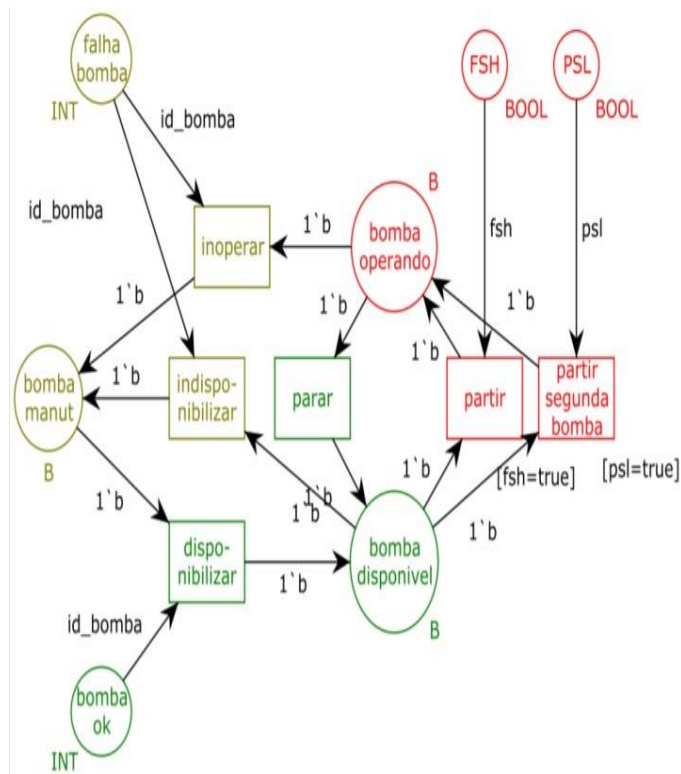 falha
bomba
INT
FSH
BOOL
PSL
BOOL
id_bomba
id_bomba
B
inoperar
1`b
bomba
operando
fsh
psl
1`b
1`b
1`b
1`b
bomba
manut
B
1`b
indispo-
nibilizar
parar
partir
partir
segunda
bomba
1`b
1`b
1`b
1`b
[fsh=true]
[psl=true]
1`b
dispo-
nibilizar
1`b
bomba
disponivel
B
id_bomba
bomba
ok
INT